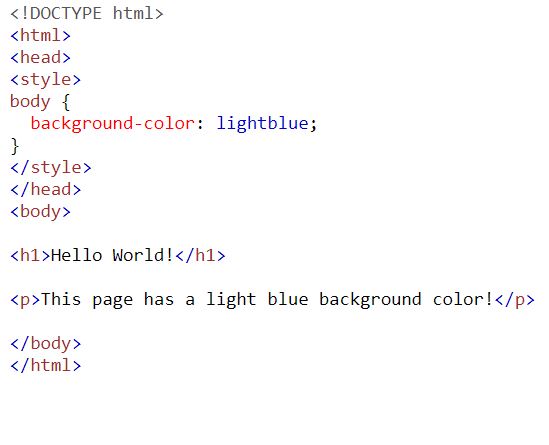 <!DOCTYPE html>
<html>
<head>
<style>
body {
  background-color: lightblue;
}
</style>
</head>
<body>

<h1>Hello World!</h1>

<p>This page has a light blue background color!</p>

</body>
</html>